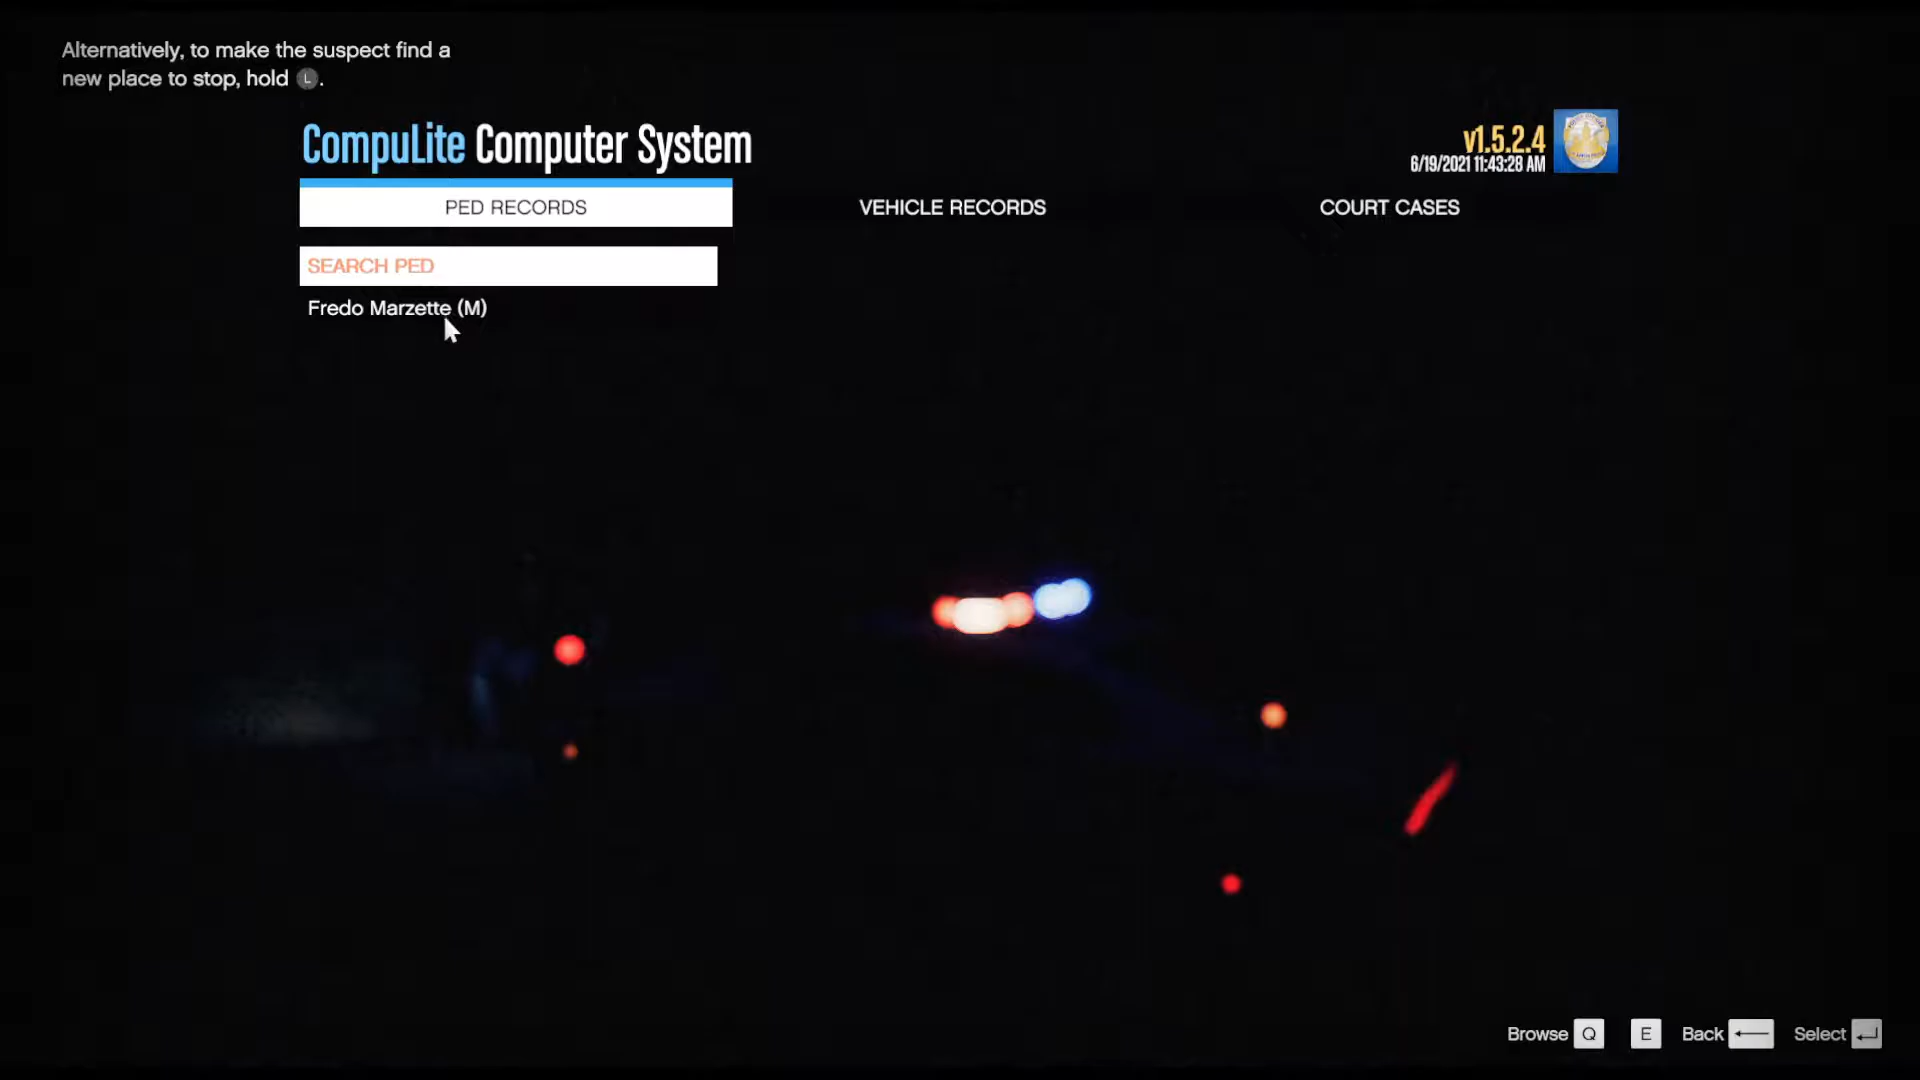 Alternatively, to make the suspect find a
new place to stop, hold L.
CompuLite Computer System
v1.5.2.4
6/19/2021 11:43:28 AM
PED RECORDS
VEHICLE RECORDS
COURT CASES
SEARCH PED
Fredo Marzette (M)
Browse Q E Back Select